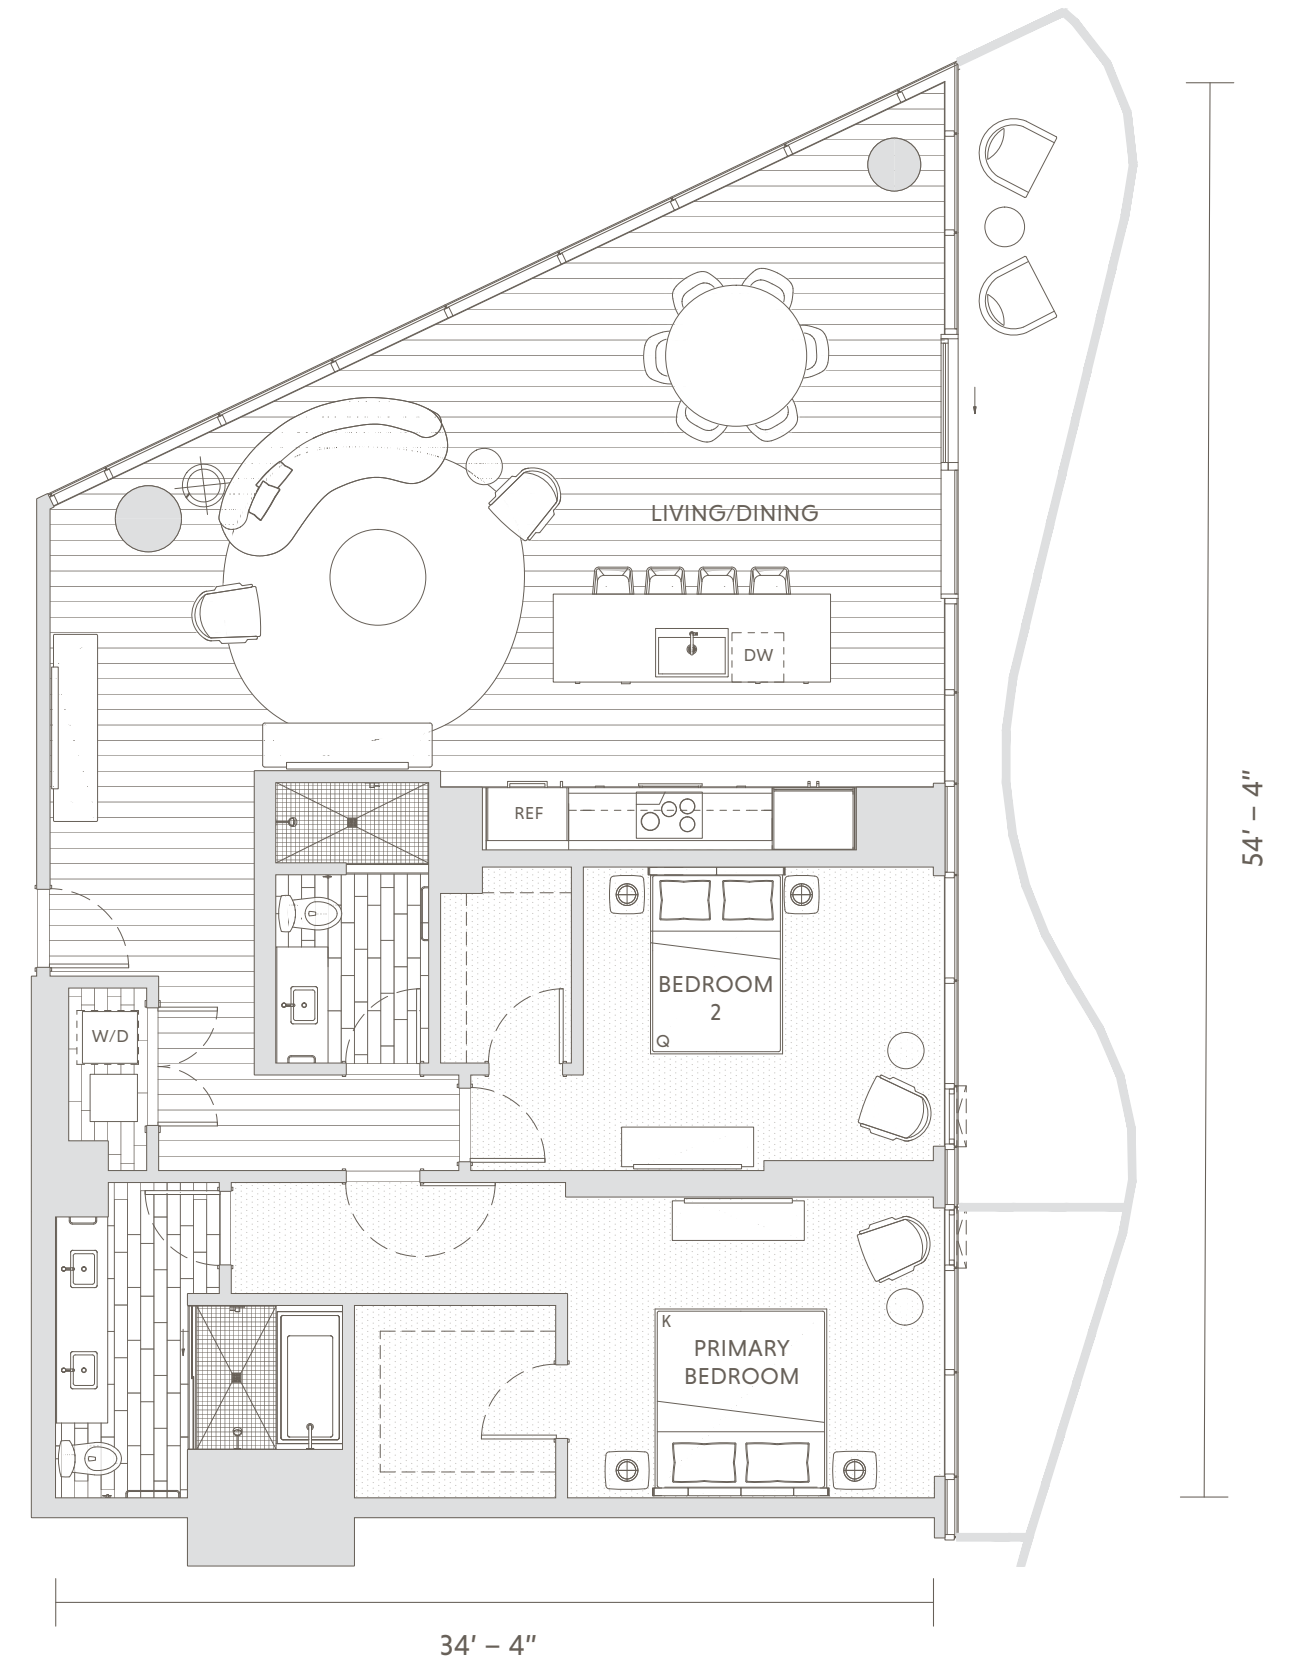 LIVING/DINING
DW
REF
BEDROOM
2
Q
W/D
K
PRIMARY
BEDROOM
54' – 4"
34' – 4"